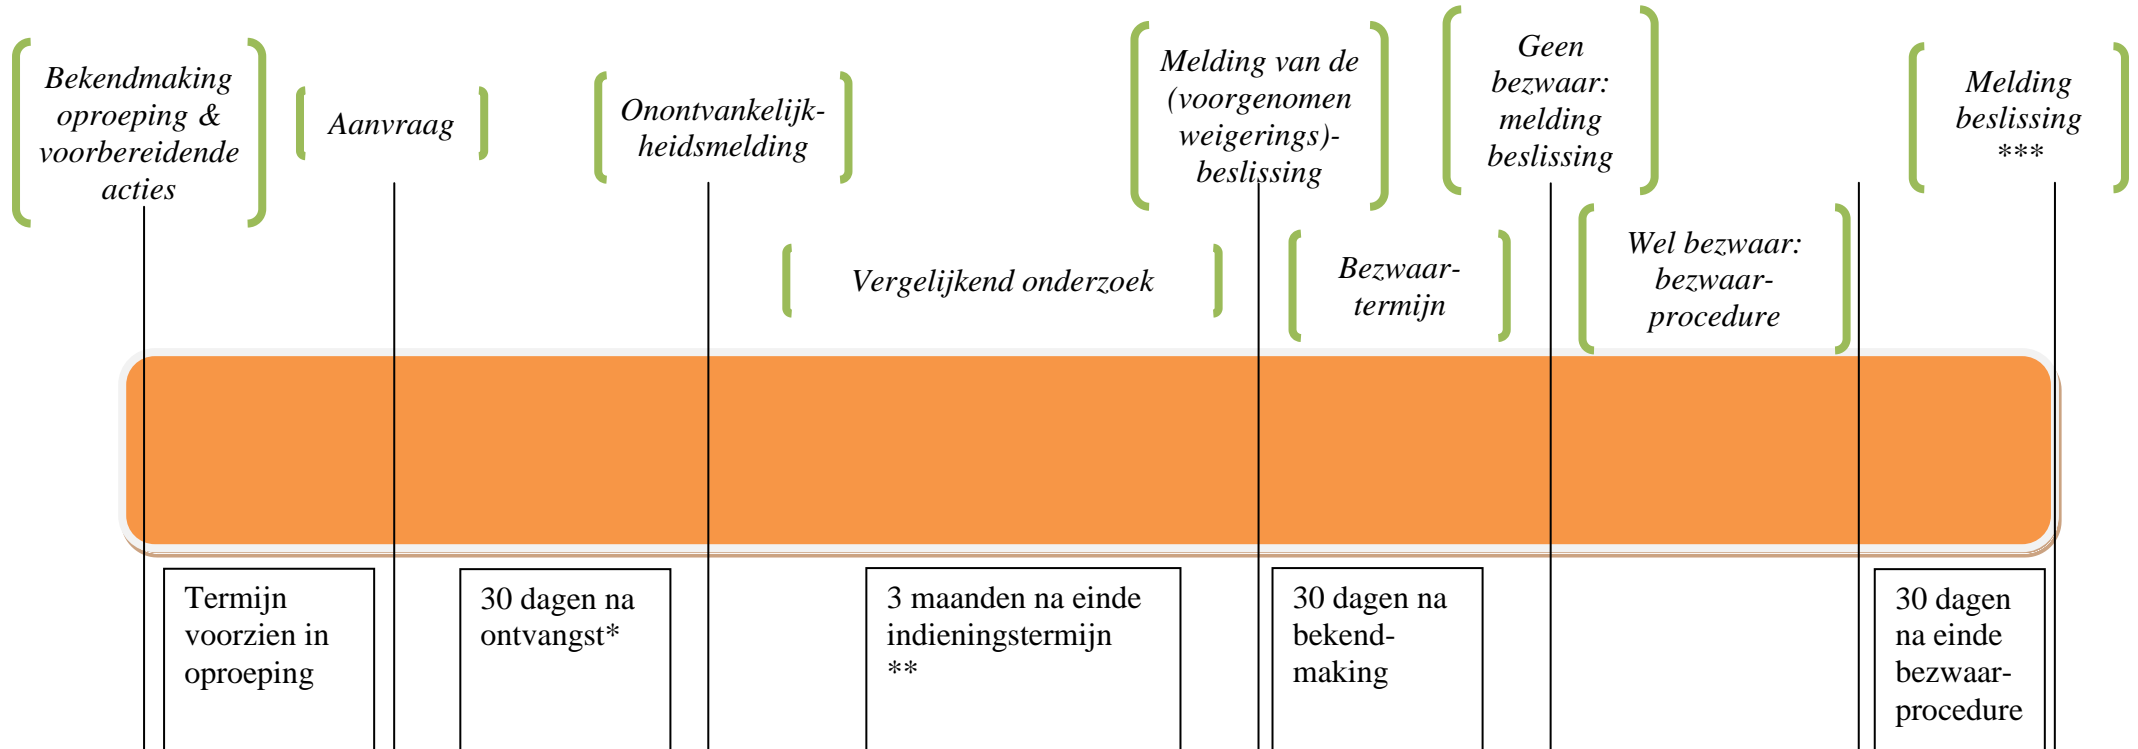 Bekendmaking
oproeping &
voorbereidende
acties
Aanvraag
Onontvankelijk-
heidsmelding
Melding van de
(voorgenomen
weigerings)-
beslissing
Geen
bezwaar:
melding
beslissing
Melding
beslissing
***
Vergelijkend onderzoek
Bezwaar-
termijn
Wel bezwaar:
bezwaar-
procedure
Termijn
voorzien in
oproeping
30 dagen na
ontvangst*
3 maanden na einde
indieningstermijn
**
30 dagen na
bekend-
making
30 dagen
na einde
bezwaar-
procedure